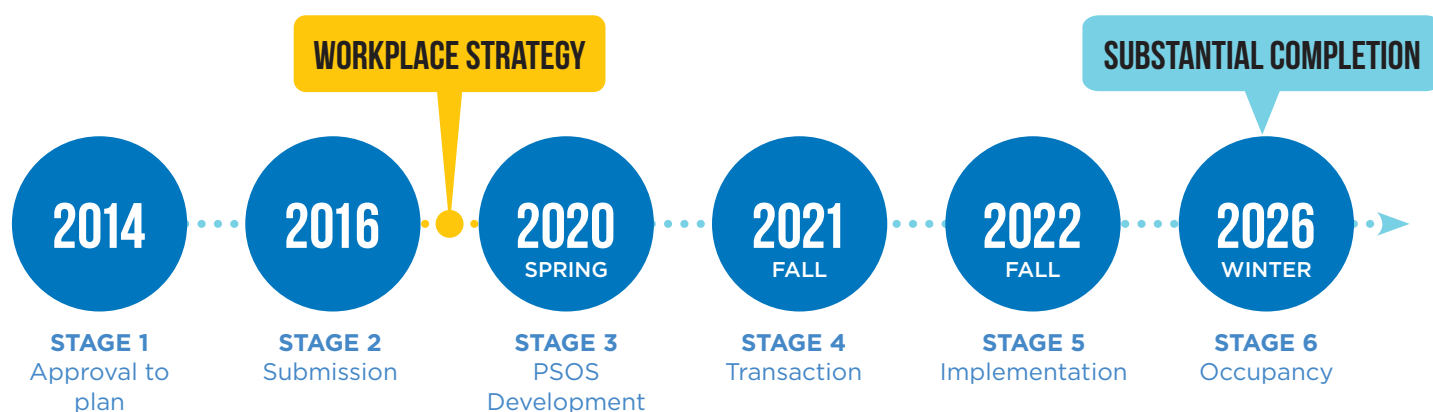 WORKPLACE STRATEGY
SUBSTANTIAL COMPLETION
2014
2016
2020
SPRING
2021
FALL
2022
FALL
2026
WINTER
STAGE 1
Approval to
plan
STAGE 2
Submission
STAGE 3
PSOS
Development
STAGE 4
Transaction
STAGE 5
Implementation
STAGE 6
Occupancy